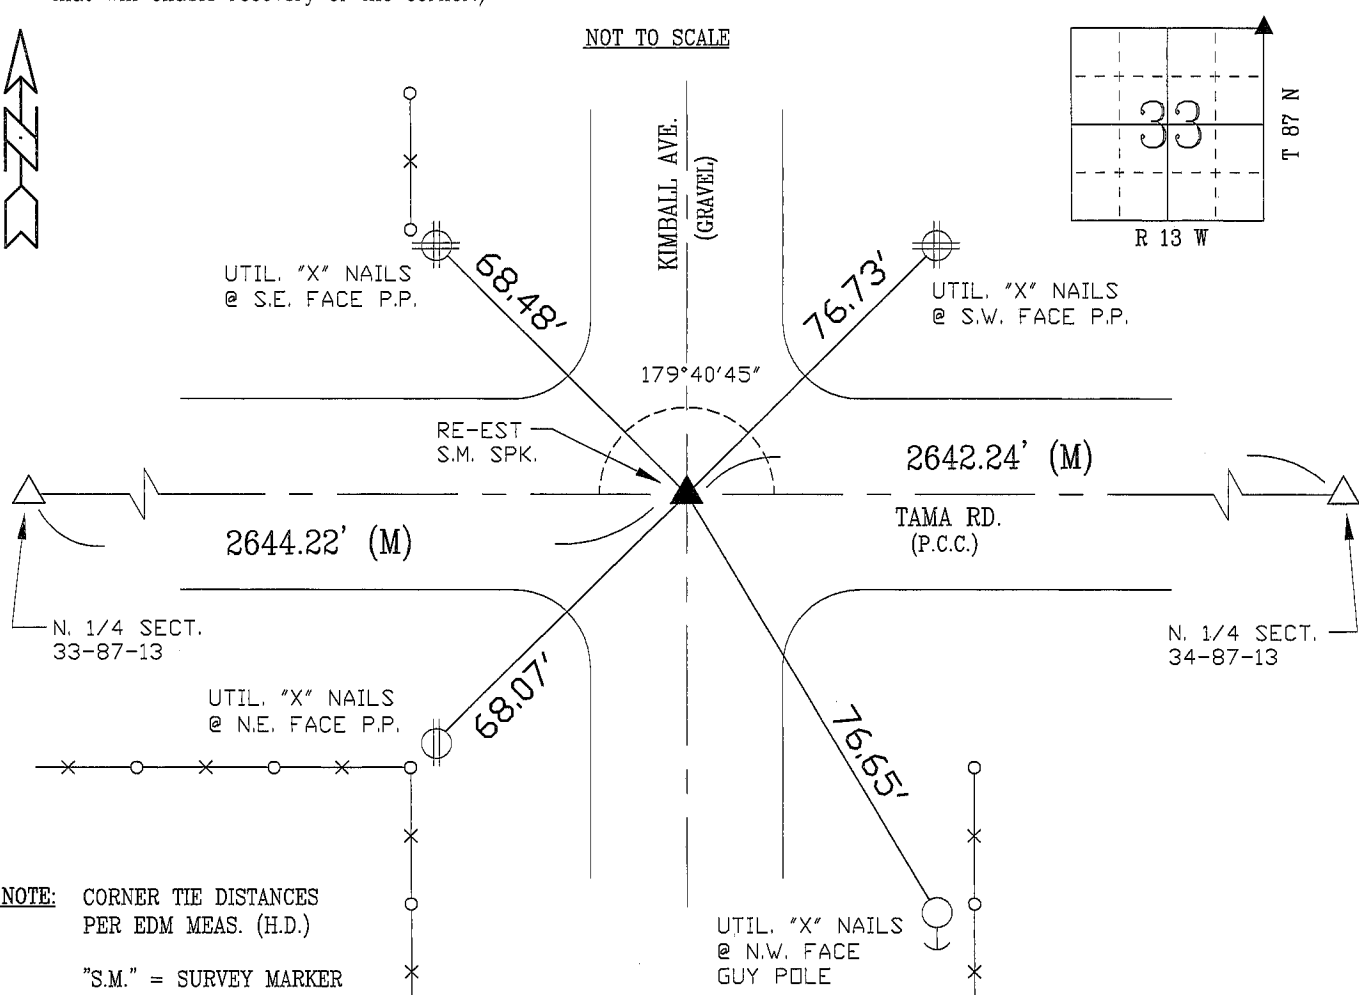 NOT TO SCALE
33
T 87 N
R 13 W
KIMBALL AVE.
(GRAVEL)
UTIL. "X" NAILS
@ S.E. FACE P.P.
68.48'
76.73'
UTIL. "X" NAILS
@ S.W. FACE P.P.
179°40'45"
RE-EST
S.M. SPK.
2642.24' (M)
TAMA RD.
(P.C.C.)
2644.22' (M)
N. 1/4 SECT.
33-87-13
N. 1/4 SECT.
34-87-13
UTIL. "X" NAILS
@ N.E. FACE P.P.
68.07'
76.65'
UTIL. "X" NAILS
@ N.W. FACE
GUY POLE
NOTE: CORNER TIE DISTANCES
PER EDM MEAS. (H.D.)
"S.M." = SURVEY MARKER